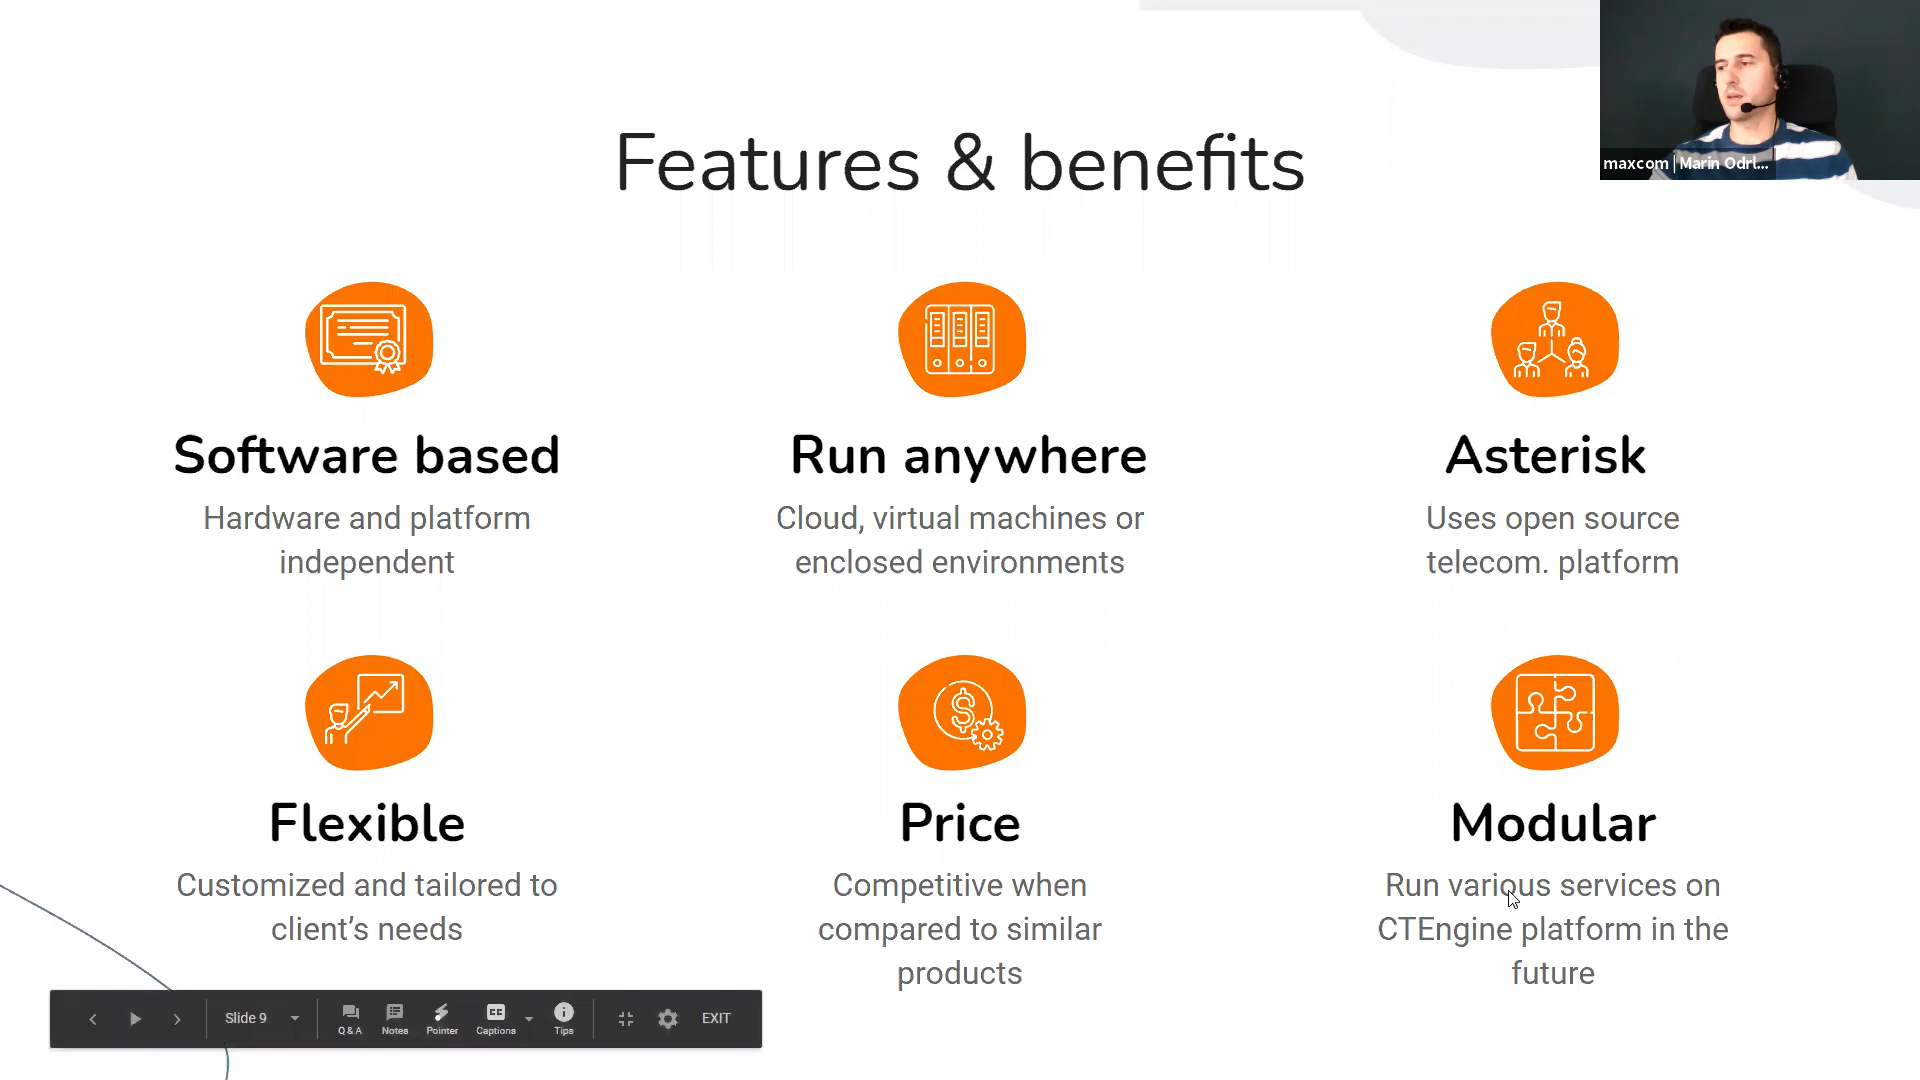 maxcom | Marin Odrl...
Features & benefits
Software based
Hardware and platform
independent
Run anywhere
Cloud, virtual machines or
enclosed environments
Asterisk
Uses open source
telecom. platform
Flexible
Customized and tailored to
client’s needs
Price
Competitive when
compared to similar
products
Modular
Run various services on
CTEngine platform in the
future
Slide 9
Q & A
Notes
Pointer
Captions
Tips
EXIT